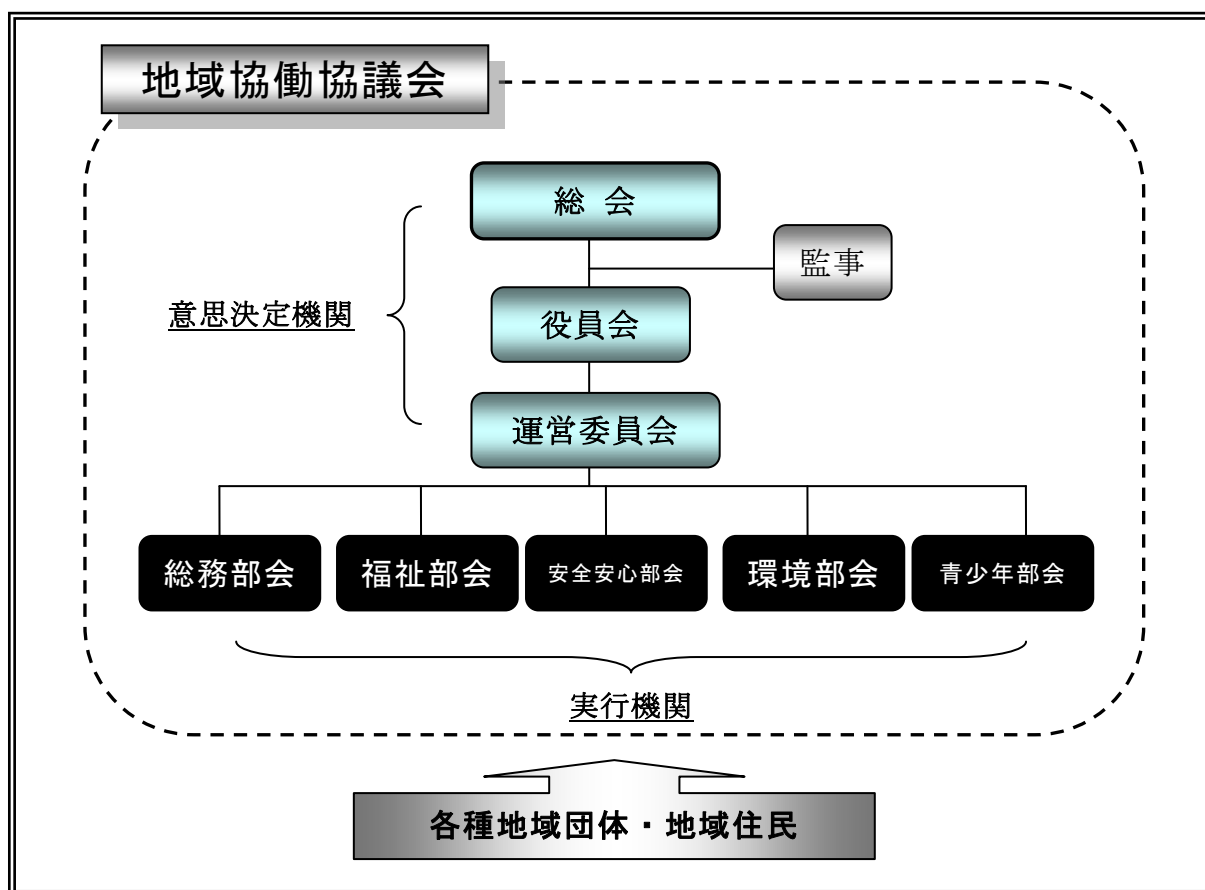 地域協働協議会
総 会
監事
意思決定機関
役員会
運営委員会
総務部会
福祉部会
安全安心部会
環境部会
青少年部会
実行機関
各種地域団体・地域住民